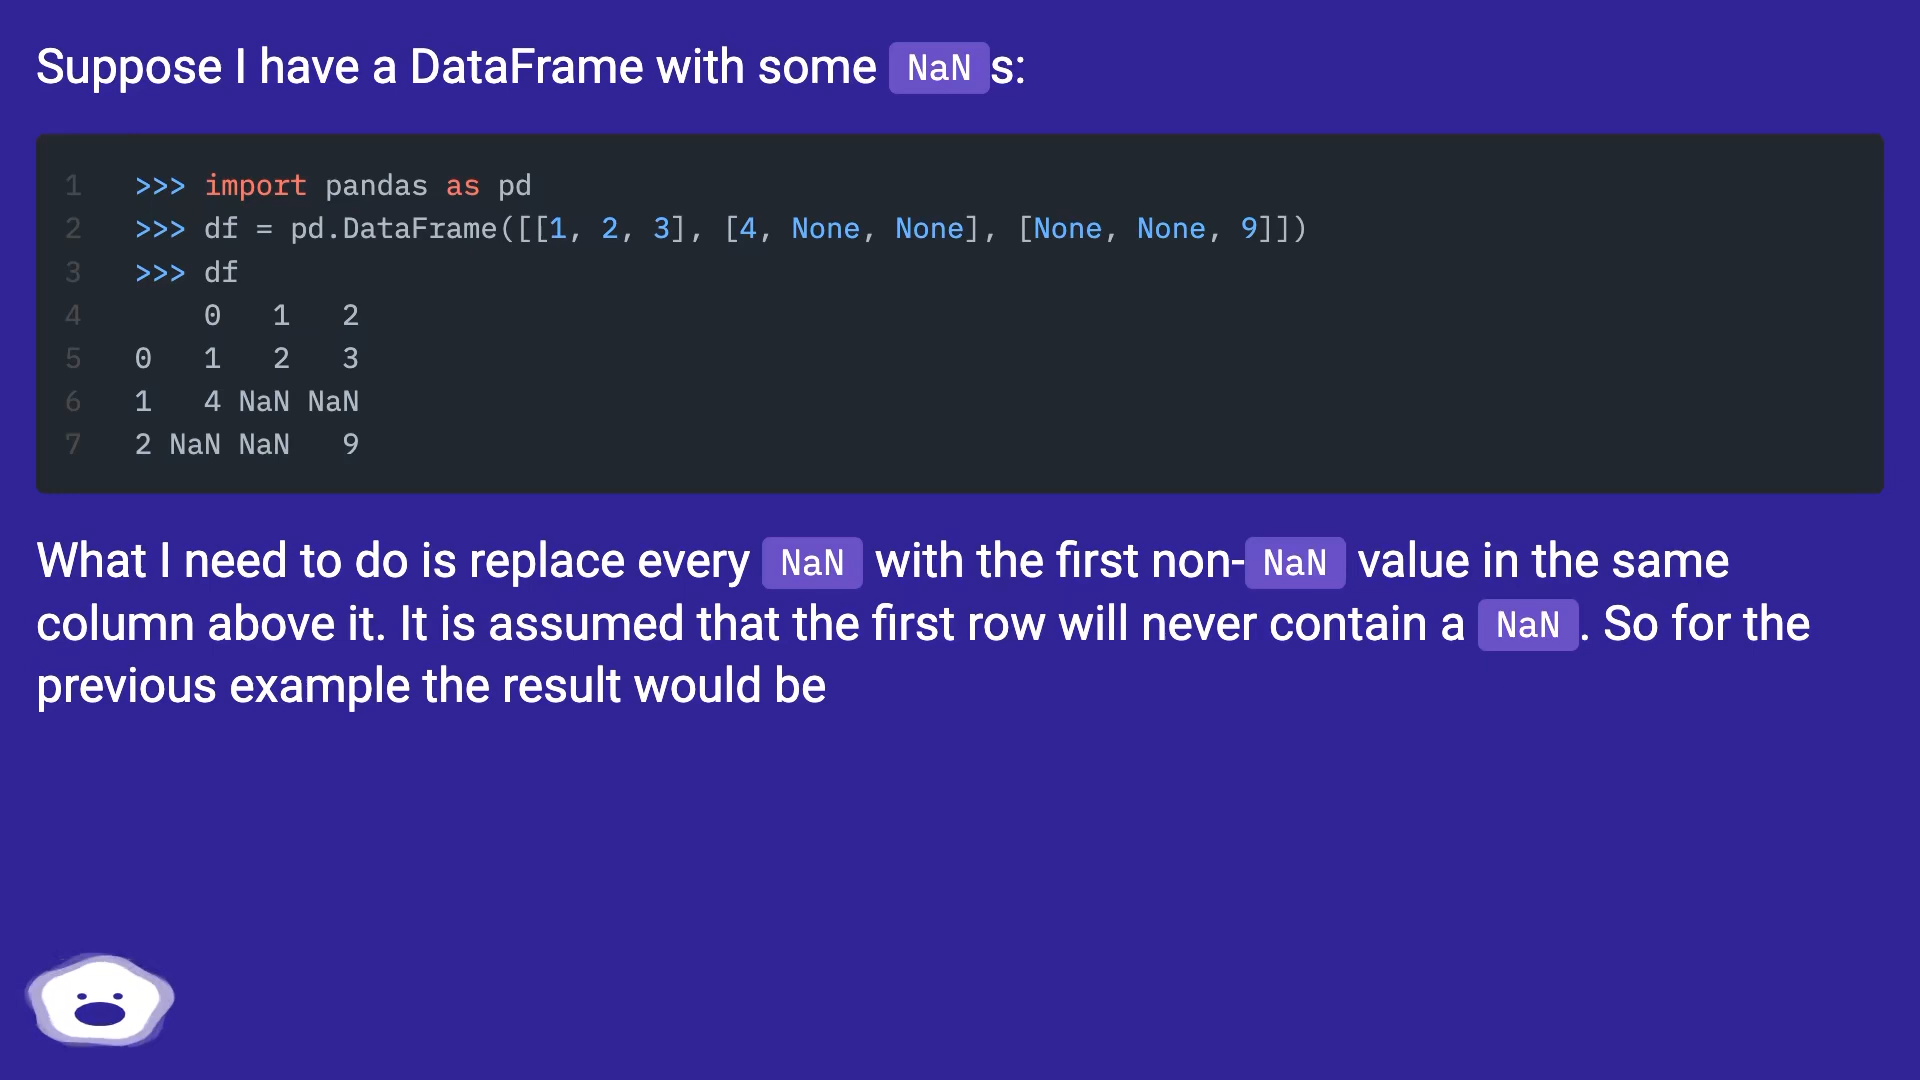 Suppose I have a DataFrame with some NaN s:
1 >>> import pandas as pd
2 >>> df = pd.DataFrame([[1, 2, 3], [4, None, None], [None, None, 9]])
3 >>> df
4     0   1   2
5 0   1   2   3
6 1   4 NaN NaN
7 2 NaN NaN   9
What I need to do is replace every NaN with the first non-NaN value in the same
column above it. It is assumed that the first row will never contain a NaN . So for the
previous example the result would be